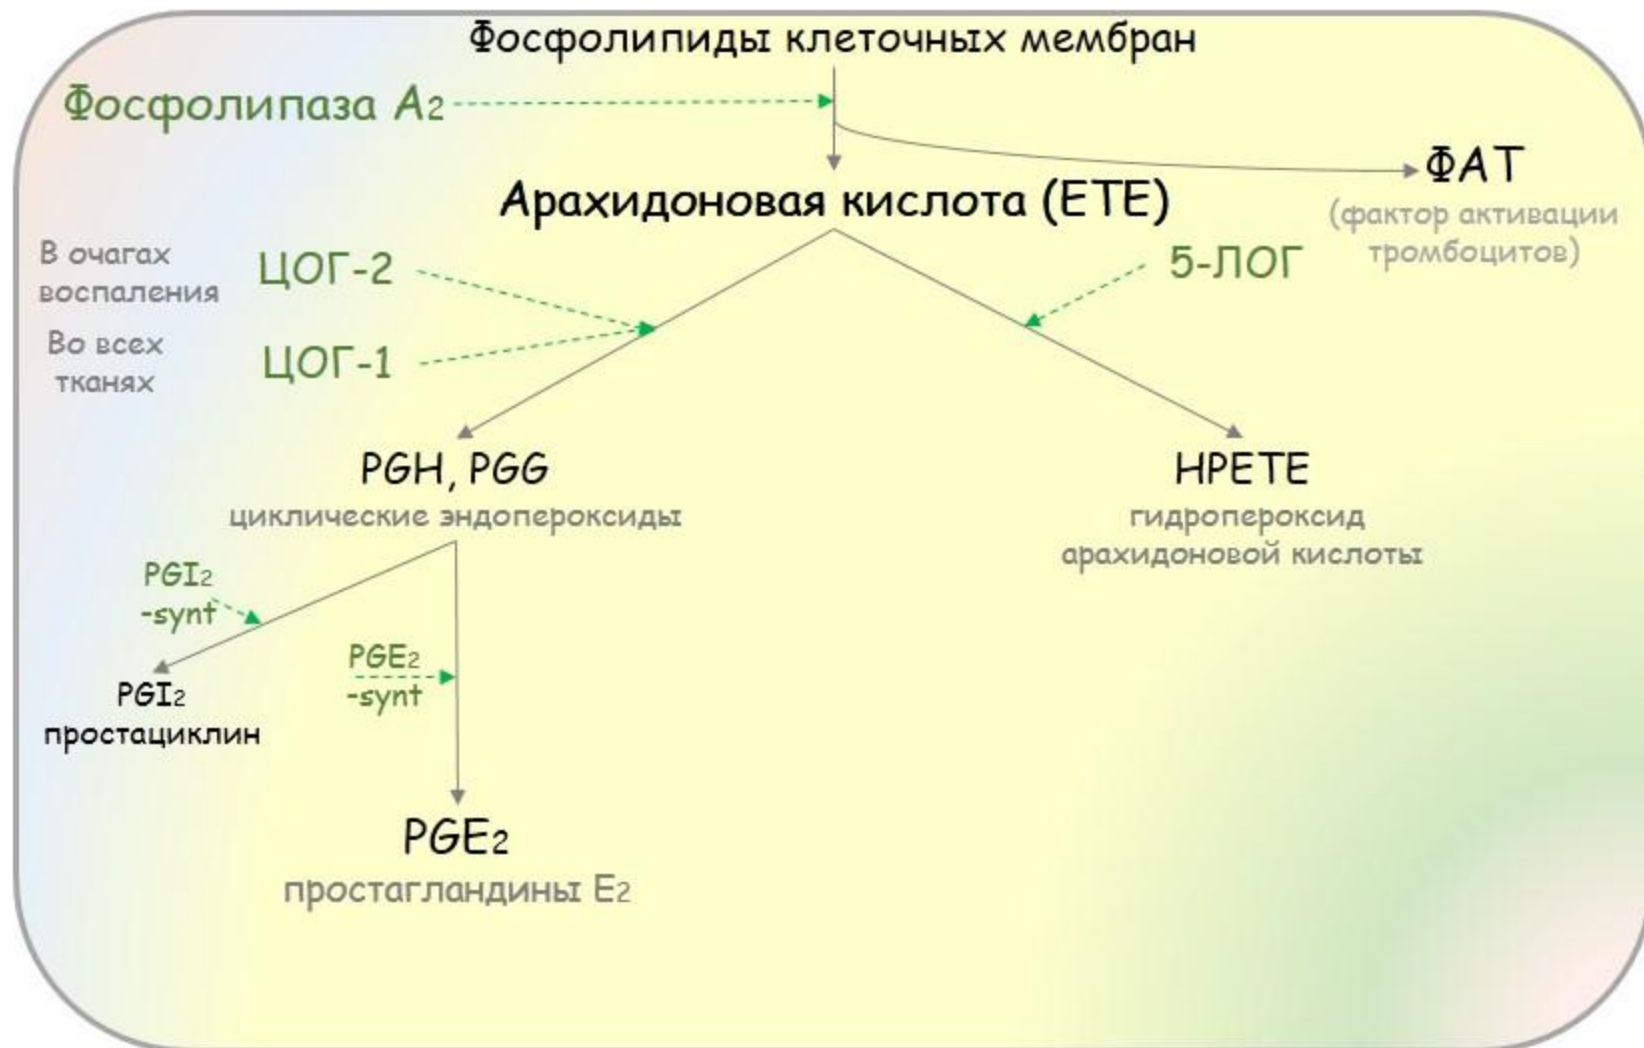 Фосфолипиды клеточных мембран
Фосфолипаза А2
ФАТ
(фактор активации
тромбоцитов)
Арахидоновая кислота (ЕТЕ)
В очагах
воспаления
ЦОГ-2
5-ЛОГ
Во всех
тканях
ЦОГ-1
PGH, PGG
циклические эндопероксиды
HPETE
гидропероксид
арахидоновой кислоты
PGI2
-synt
PGE2
-synt
PGI2
простациклин
PGE2
простагландины Е2